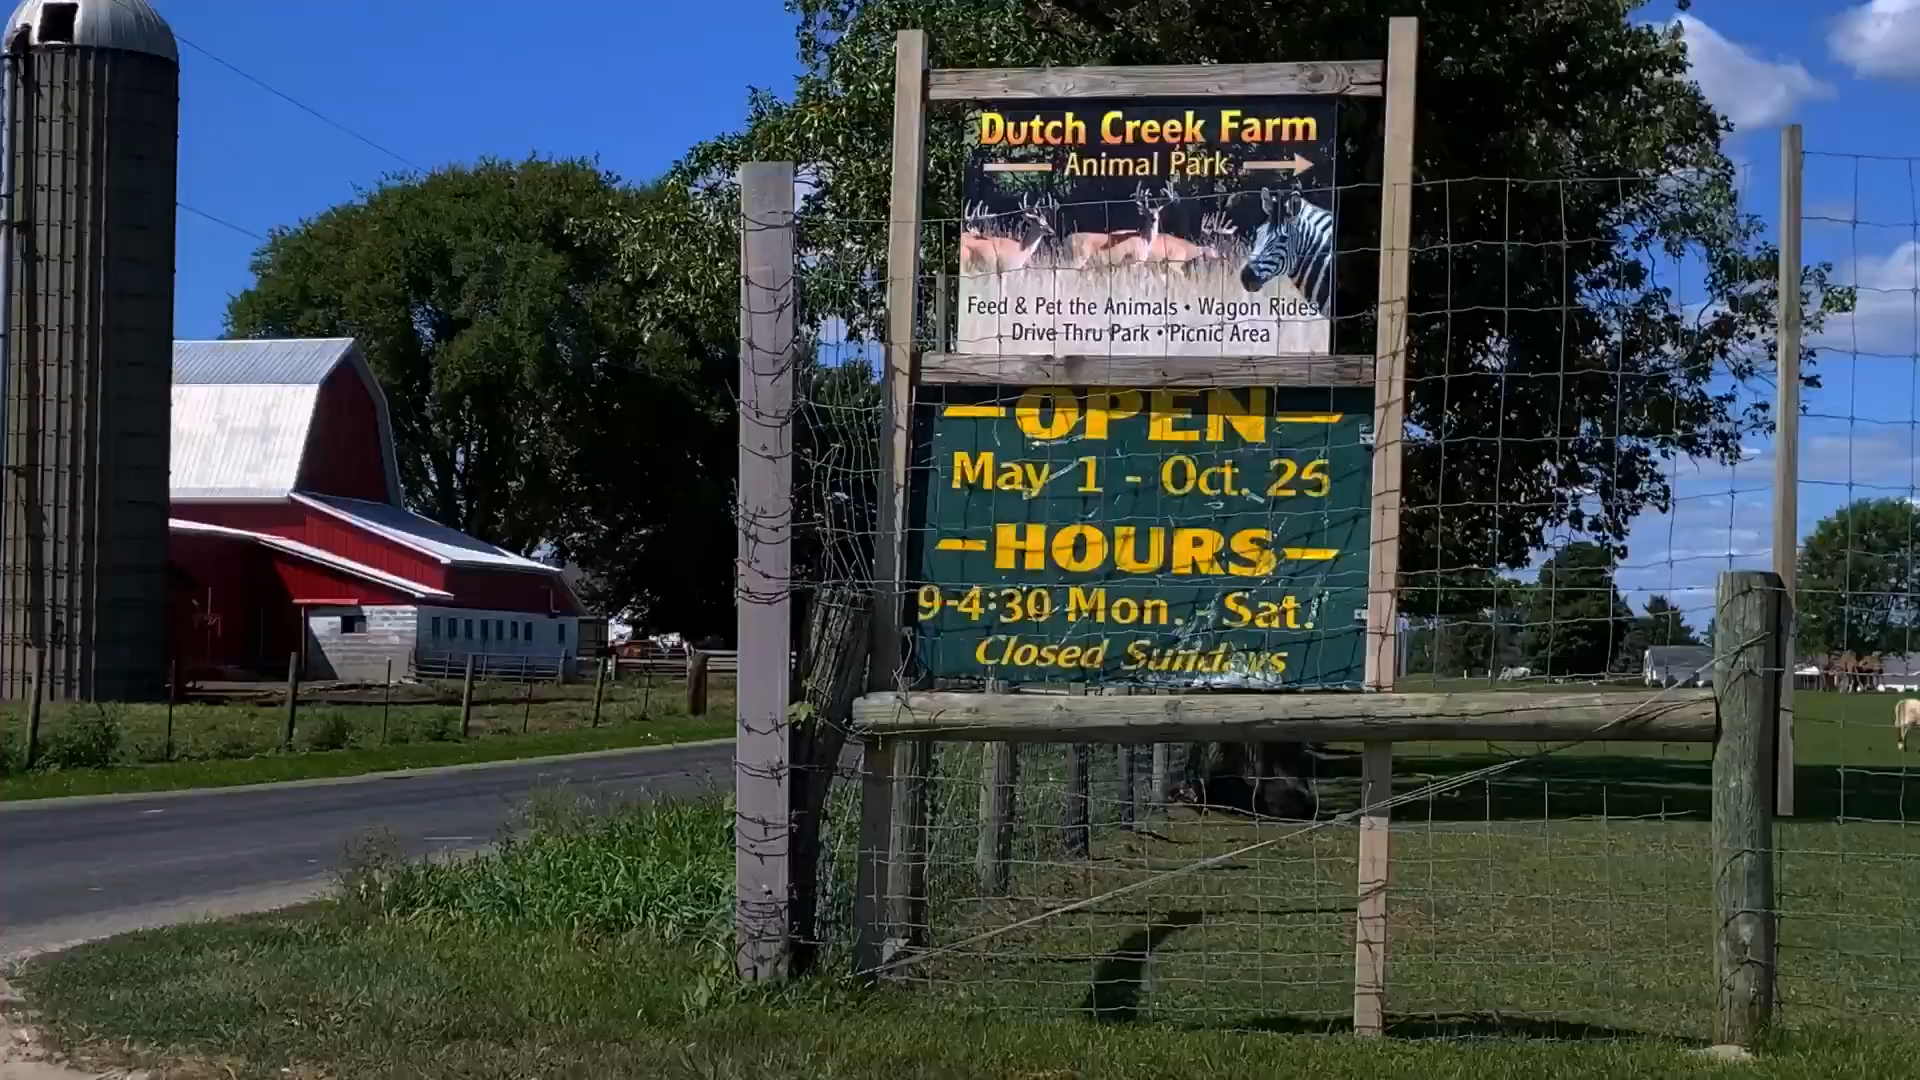 Dutch Creek Farm
Animal Park
Feed & Pet the Animals • Wagon Rides
Drive Thru Park • Picnic Area
OPEN
May 1 - Oct. 25
HOURS
9-4:30 Mon. - Sat.
Closed Sundays